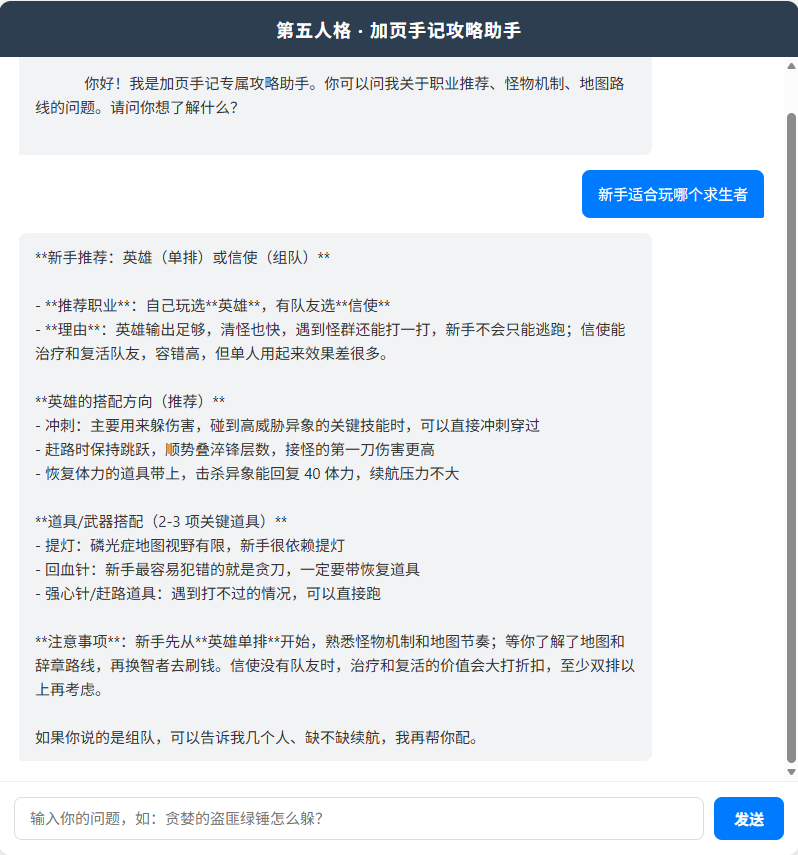 第五人格 · 加页手记攻略助手
你好！我是加页手记专属攻略助手。你可以问我关于职业推荐、怪物机制、地图路
线的问题。请问你想了解什么？
新手适合玩哪个求生者
**新手推荐：英雄（单排）或信使（组队）**
- **推荐职业**：自己玩选**英雄**，有队友选**信使**
- **理由**：英雄输出足够，清怪也快，遇到怪群还能打一打，新手不会只能逃跑；信使能
治疗和复活队友，容错高，但单人用起来效果差很多。
**英雄的搭配方向（推荐）**
- 冲刺：主要用来躲伤害，碰到高威胁异象的关键技能时，可以直接冲刺穿过
- 赶路时保持跳跃，顺势叠淬锋层数，接怪的第一刀伤害更高
- 恢复体力的道具带上，击杀异象能回复 40 体力，续航压力不大
**道具/武器搭配（2-3 项关键道具）**
- 提灯：磷光症地图视野有限，新手很依赖提灯
- 回血针：新手最容易犯错的就是贪刀，一定要带恢复道具
- 强心针/赶路道具：遇到打不过的情况，可以直接跑
**注意事项**：新手先从**英雄单排**开始，熟悉怪物机制和地图节奏；等你了解了地图和
辞章路线，再换智者去刷钱。信使没有队友时，治疗和复活的价值会大打折扣，至少双排以
上再考虑。
如果你说的是组队，可以告诉我几个人、缺不缺续航，我再帮你配。
输入你的问题，如：贪婪的盗匪绿锤怎么躲？
发送